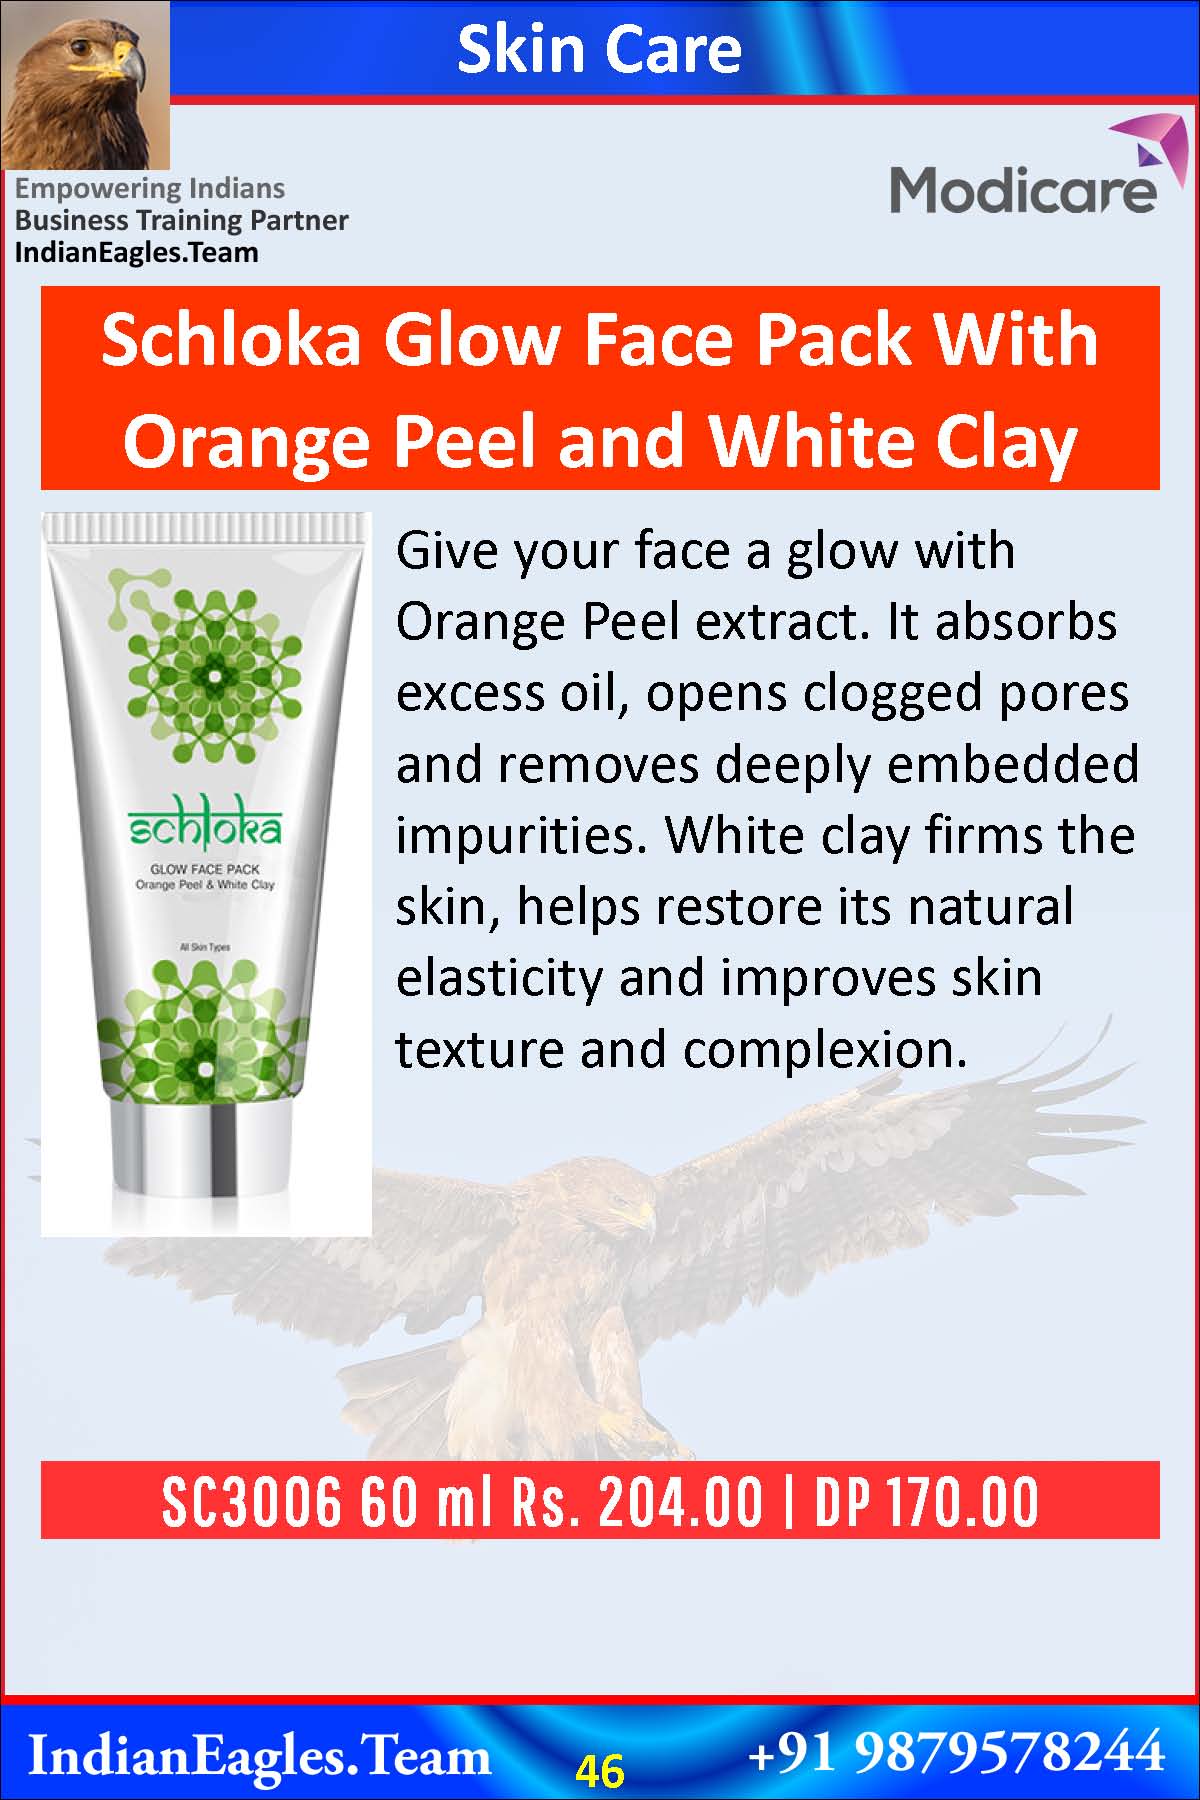 Skin Care
Empowering Indians
Business Training Partner
IndianEagles.Team
Modicare
Schloka Glow Face Pack With
Orange Peel and White Clay
schloka
GLOW FACE PACK
Orange Peel & White Clay
All Skin Types
Give your face a glow with
Orange Peel extract. It absorbs
excess oil, opens clogged pores
and removes deeply embedded
impurities. White clay firms the
skin, helps restore its natural
elasticity and improves skin
texture and complexion.
SC3006 60 ml Rs. 204.00 | DP 170.00
IndianEagles.Team
46
+91 9879578244